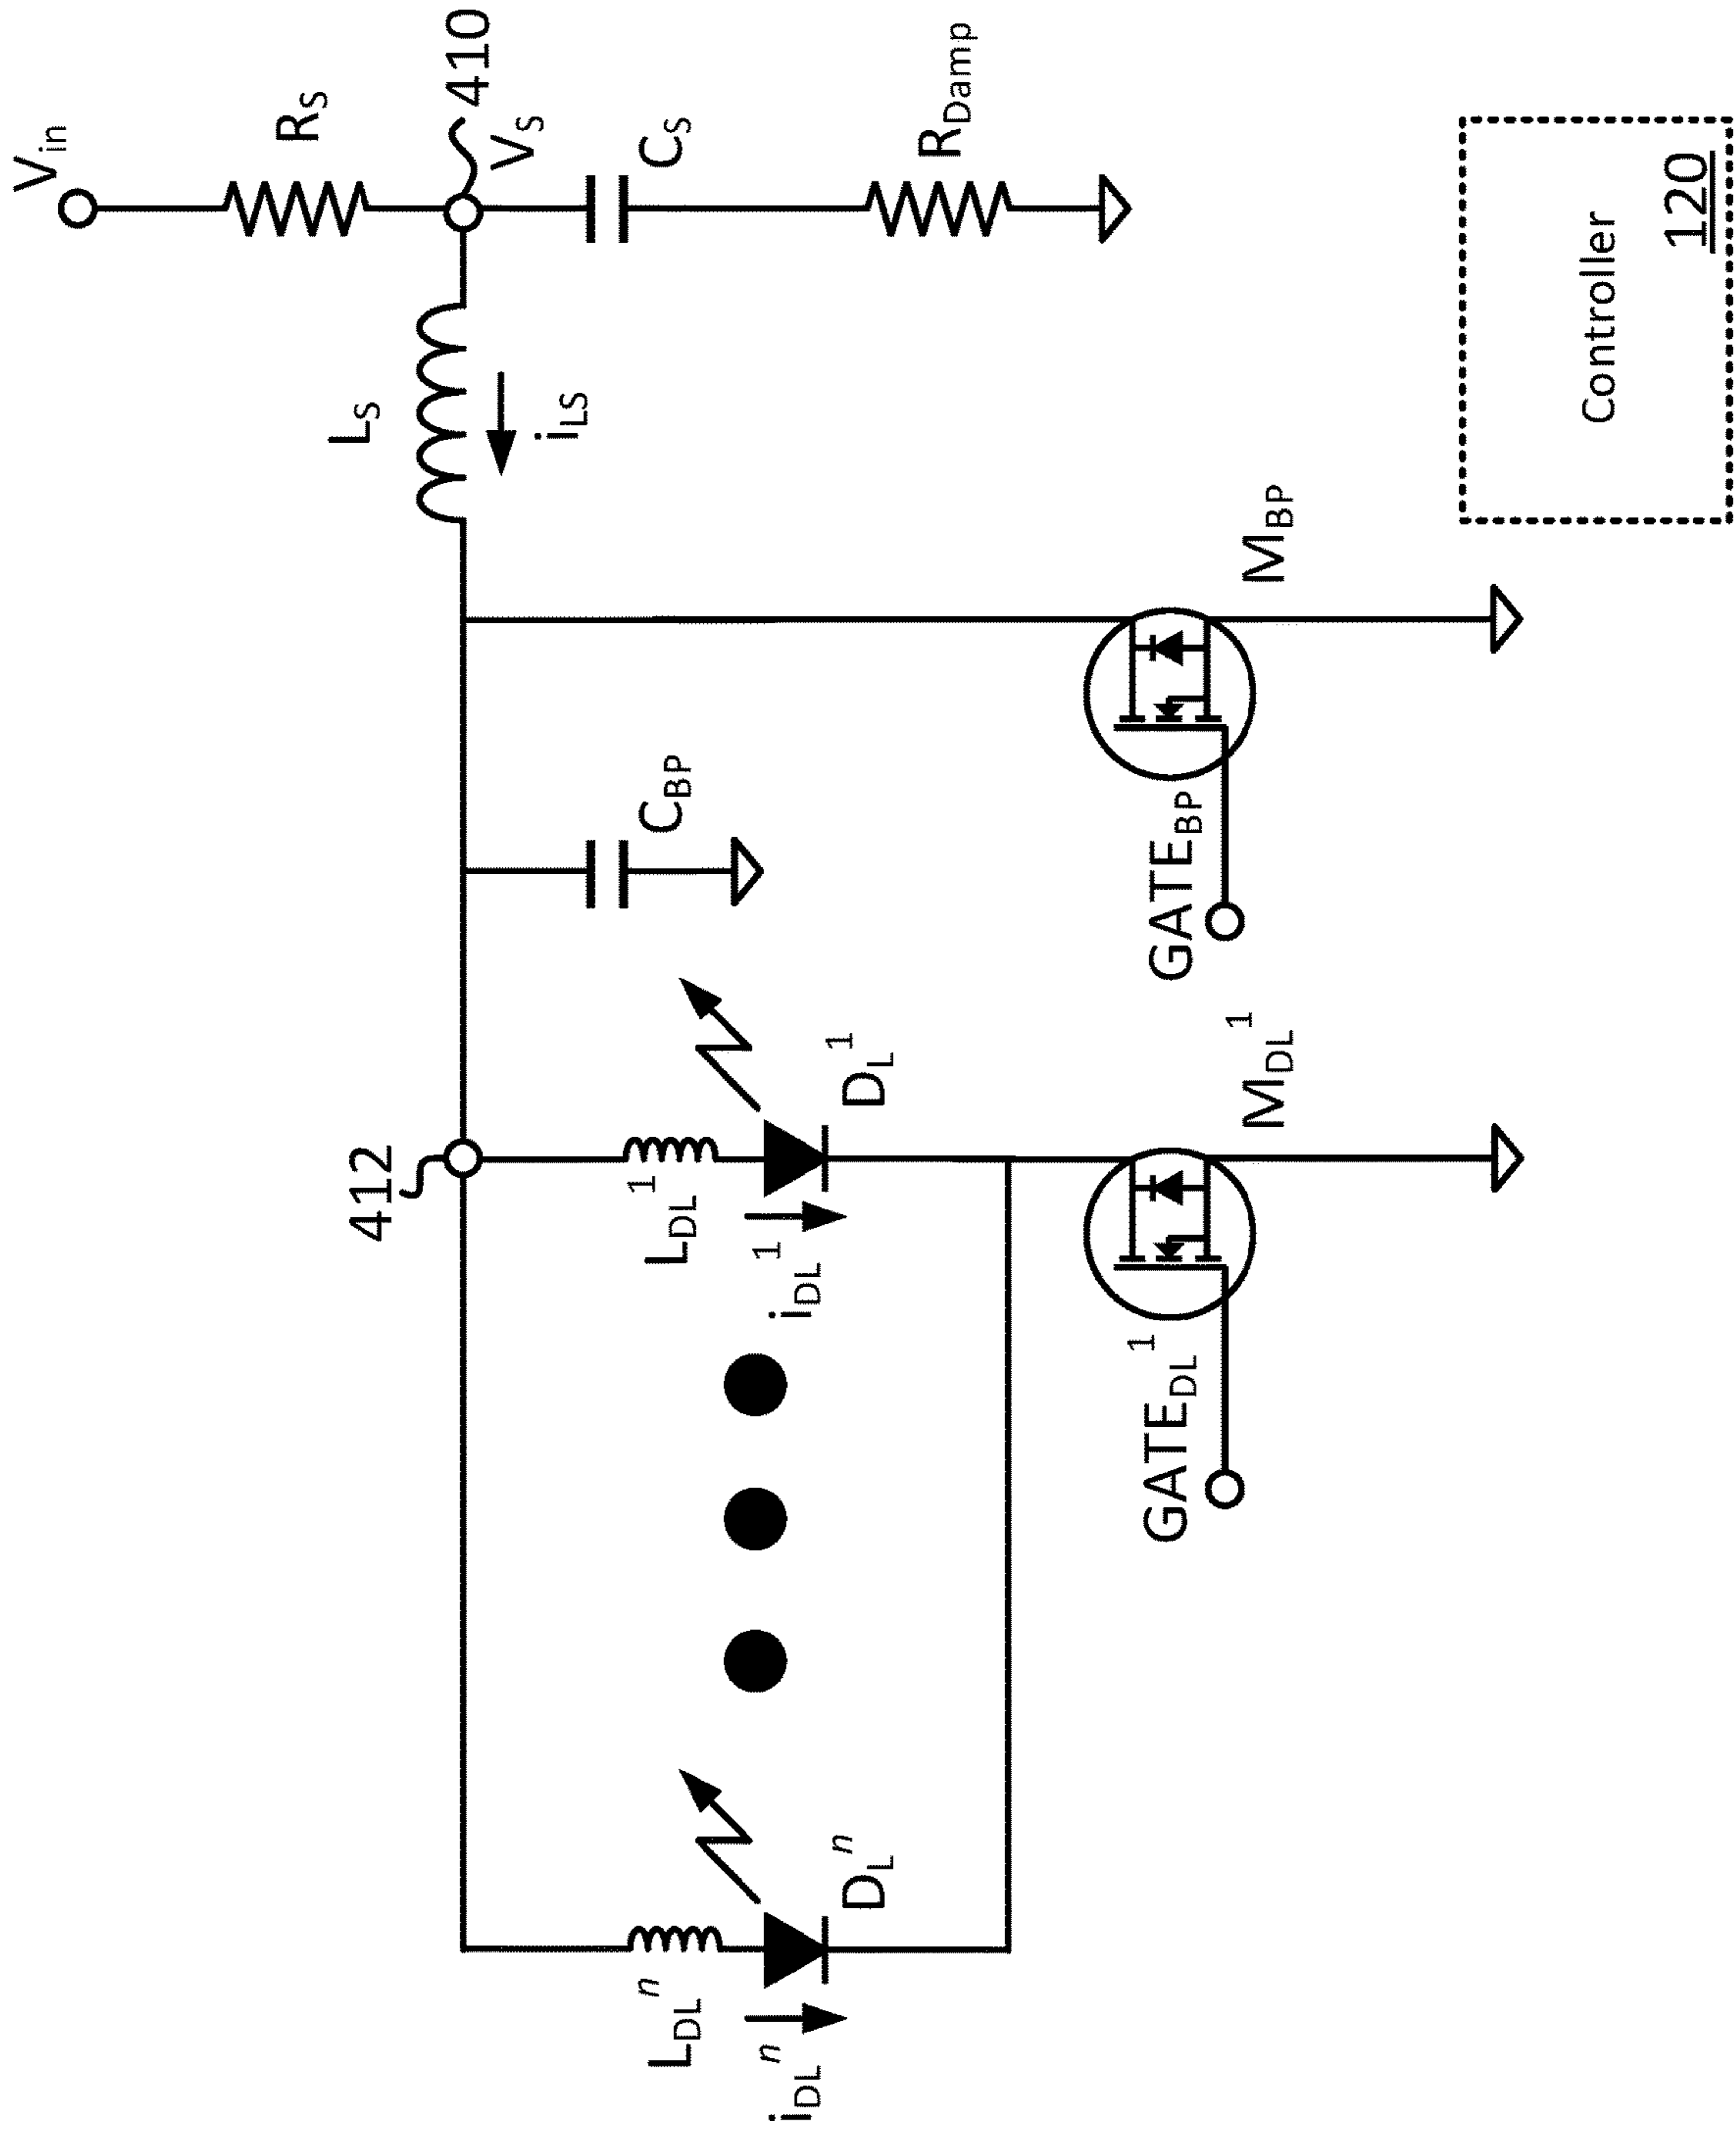 Vin
RS
410
VS
CS
RDamp
LS
iLS
MBP
GATEBP
CBP
412
LDL1
iDL1
DL1
MDL1
GATEDL1
LDLn
iDLn
DLn
Controller
120